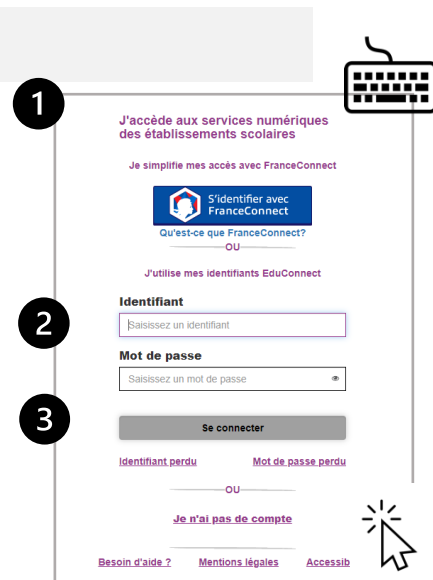 1
J'accède aux services numériques
des établissements scolaires
Je simplifie mes accès avec FranceConnect
S'identifier avec
FranceConnect
Qu'est-ce que FranceConnect?
OU
J'utilise mes identifiants EduConnect
Identifiant
2
Saisissez un identifiant
Mot de passe
Saisissez un mot de passe
3
Se connecter
Identifiant perdu Mot de passe perdu
OU
Je n'ai pas de compte
Besoin d'aide ? Mentions légales Accessib